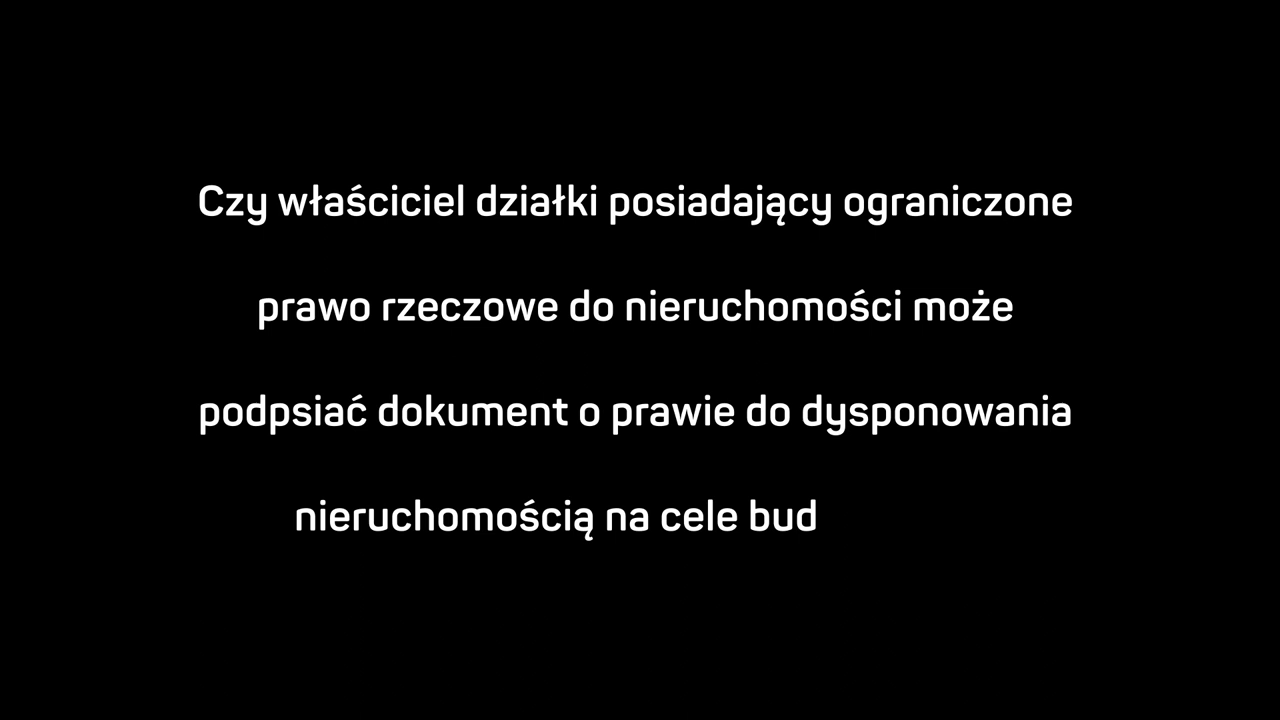 Czy właściciel działki posiadający ograniczone
prawo rzeczowe do nieruchomości może
podpsiać dokument o prawie do dysponowania
nieruchomością na cele bud